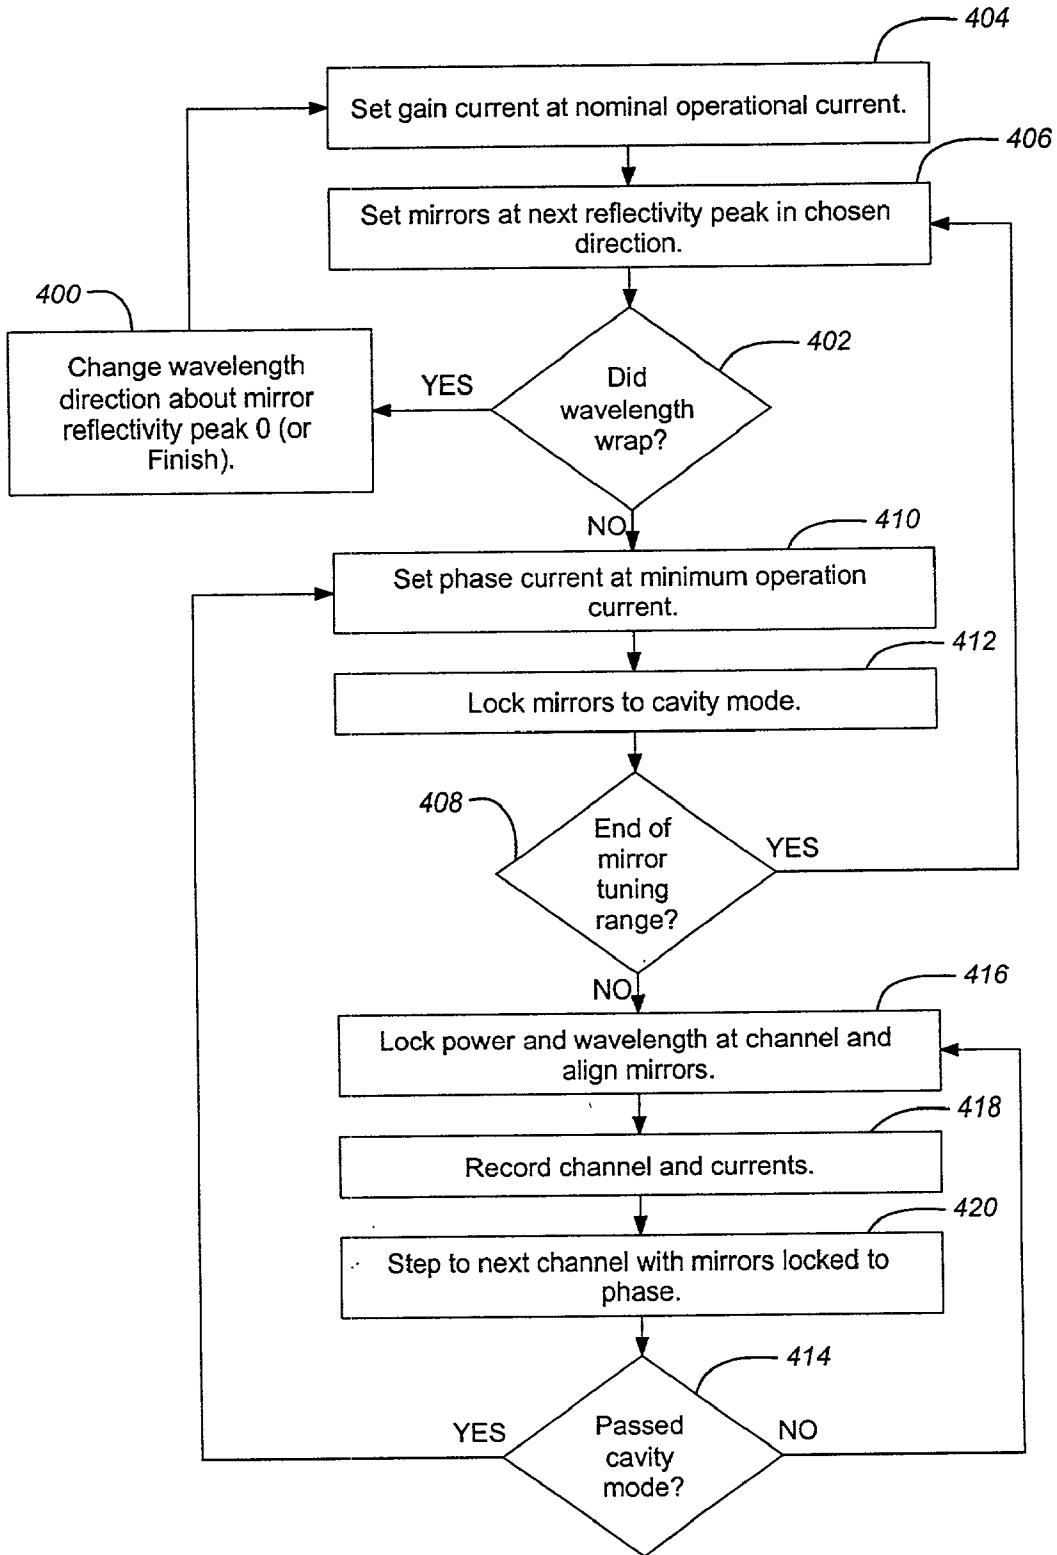 404
Set gain current at nominal operational current.
406
Set mirrors at next reflectivity peak in chosen
direction.
400
Change wavelength
direction about mirror
reflectivity peak 0 (or
Finish).
YES
Did
wavelength
wrap?
402
NO
410
Set phase current at minimum operation
current.
412
Lock mirrors to cavity mode.
408
End of
mirror
tuning
range?
YES
NO
416
Lock power and wavelength at channel and
align mirrors.
418
Record channel and currents.
420
Step to next channel with mirrors locked to
phase.
414
YES
Passed
cavity
mode?
NO